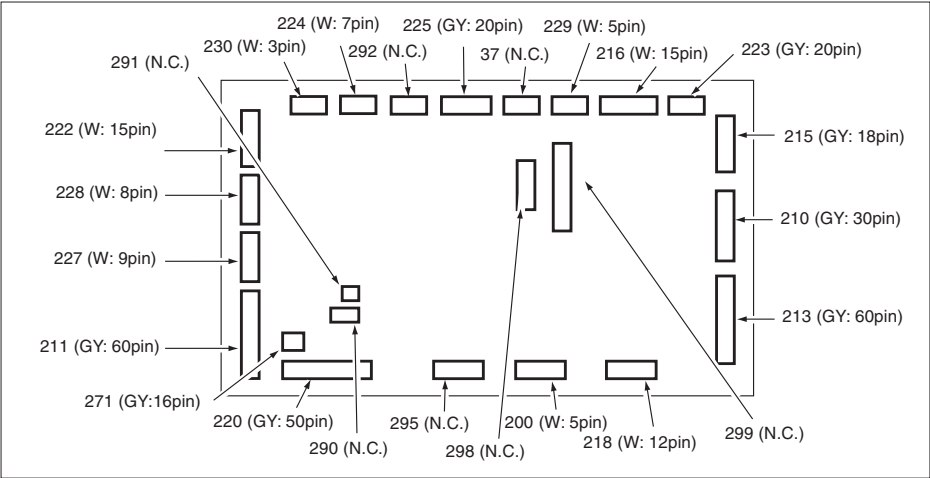 224 (W: 7pin)
225 (GY: 20pin)
229 (W: 5pin)
230 (W: 3pin)
292 (N.C.)
37 (N.C.)
216 (W: 15pin)
223 (GY: 20pin)
291 (N.C.)
222 (W: 15pin)
215 (GY: 18pin)
228 (W: 8pin)
210 (GY: 30pin)
227 (W: 9pin)
213 (GY: 60pin)
211 (GY: 60pin)
271 (GY:16pin)
220 (GY: 50pin)
295 (N.C.)
200 (W: 5pin)
299 (N.C.)
290 (N.C.)
298 (N.C.)
218 (W: 12pin)